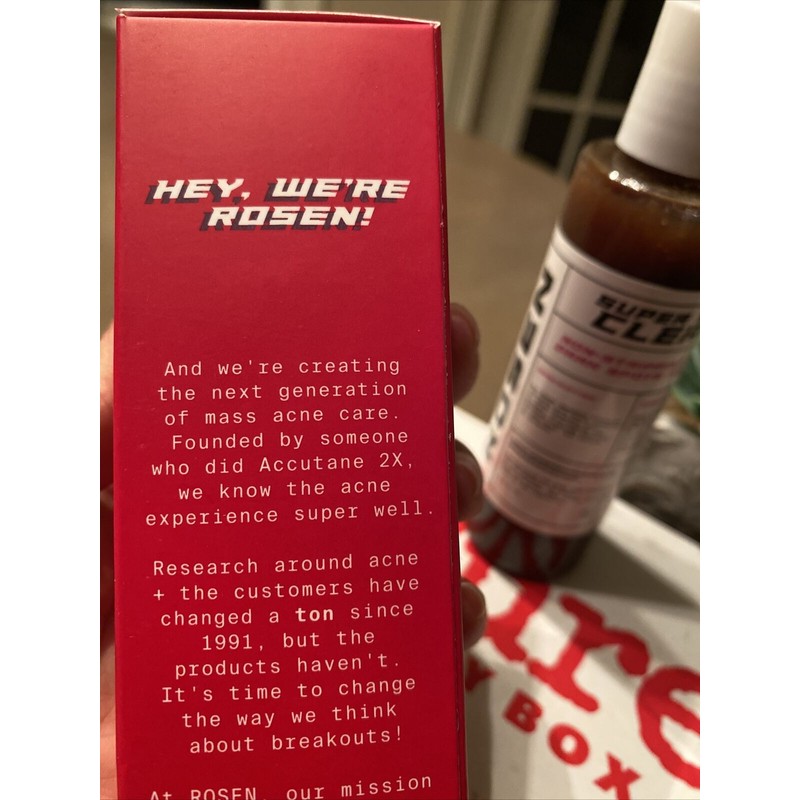 HEY, WE'RE
ROSEN!
And we're creating
the next generation
of mass acne care.
Founded by someone
who did Accutane 2X,
we know the acne
experience super well.
Research around acne
+ the customers have
changed a ton since
1991, but the
products haven't.
It's time to change
the way we think
about breakouts!
At ROSEN, our mission
SUPER
ure
BOX